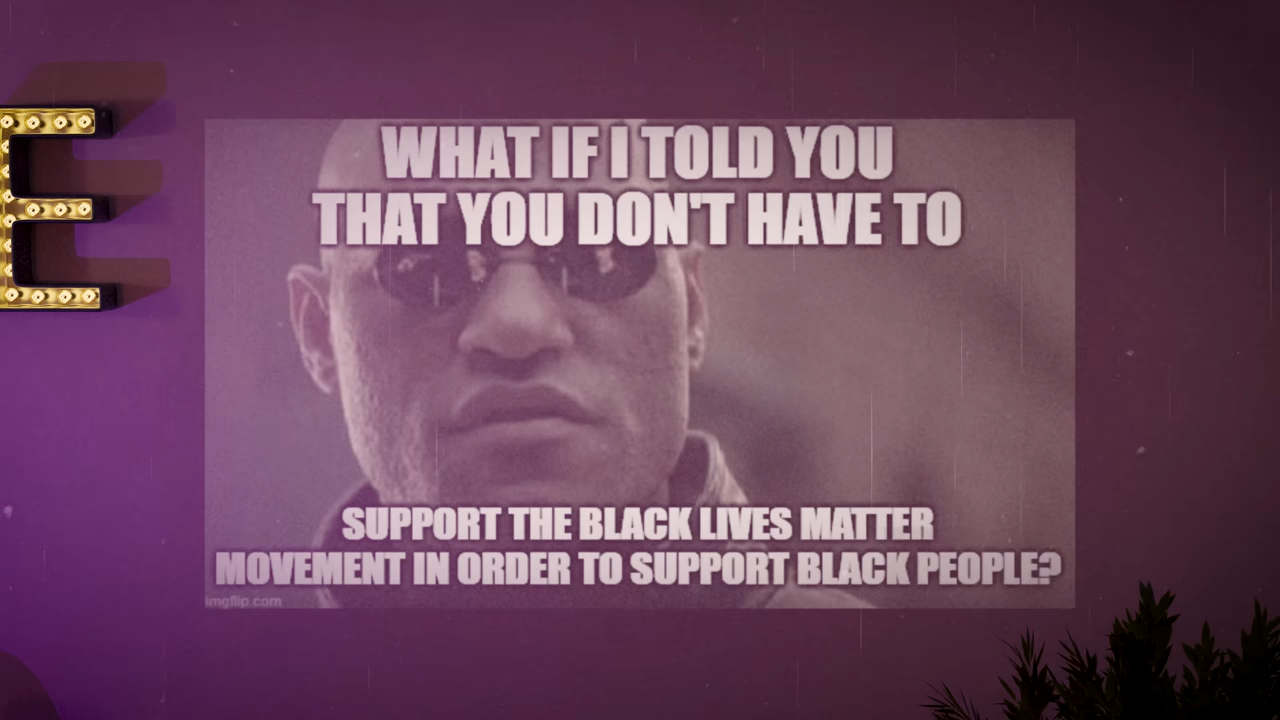 E
WHAT IF I TOLD YOU
THAT YOU DON'T HAVE TO
SUPPORT THE BLACK LIVES MATTER
MOVEMENT IN ORDER TO SUPPORT BLACK PEOPLE?
imgflip.com